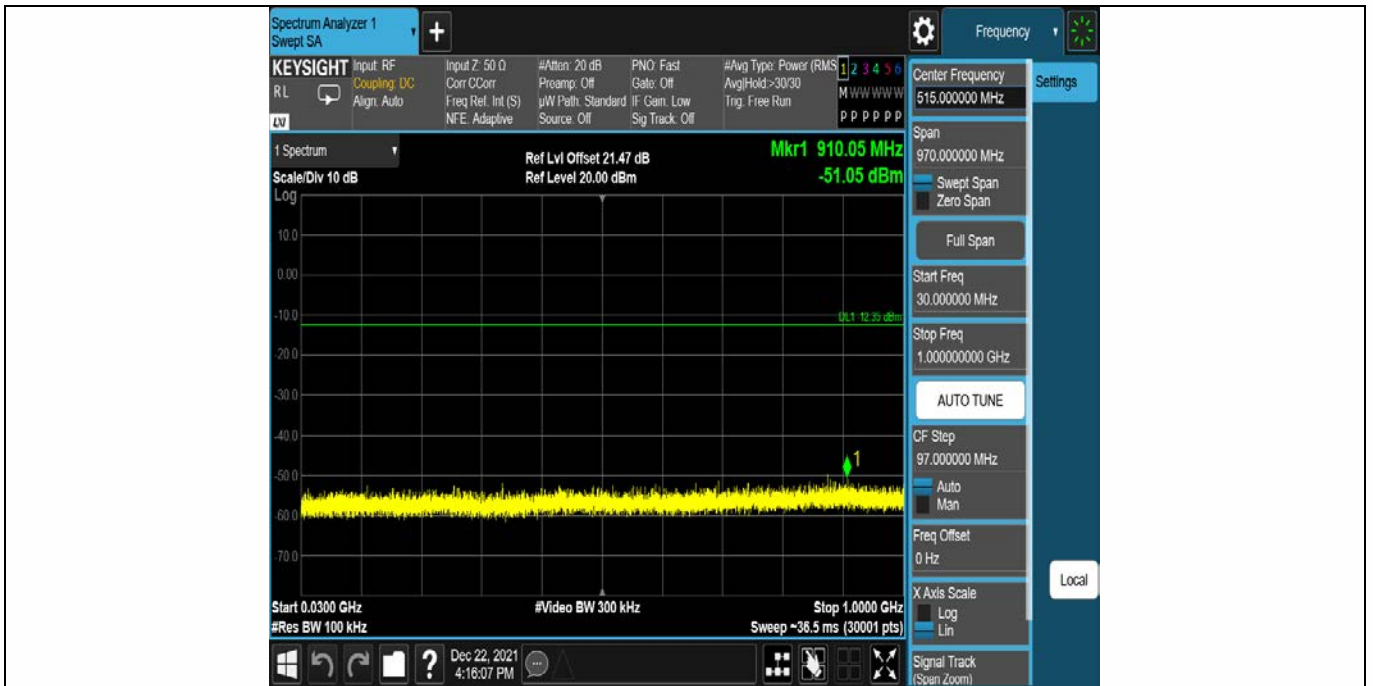 Spectrum Analyzer 1
Swept SA
+
Frequency
KEYSIGHT
RL
LV
Input: RF
Coupling: DC
Align: Auto
Input Z: 50 Ω
Corr CCorr
Freq Ref: Int (S)
NFE: Adaptive
#Atten: 20 dB
Preamp: Off
µW Path: Standard
Source: Off
PNO: Fast
Gate: Off
IF Gain: Low
Sig Track: Off
#Avg Type: Power (RMS
Avg|Hold:>30/30
Trig: Free Run
1 2 3 4 5 6
M W W W W W
P P P P P P
1 Spectrum
Scale/Div 10 dB
Ref Lvl Offset 21.47 dB
Ref Level 20.00 dBm
Mkr1 910.05 MHz
-51.05 dBm
Log
10.0
0.00
-10.0
DL1 -12.35 dBm
-20.0
-30.0
-40.0
1
-50.0
-60.0
-70.0
Start 0.0300 GHz
#Video BW 300 kHz
Stop 1.0000 GHz
#Res BW 100 kHz
Sweep ~36.5 ms (30001 pts)
?
Dec 22, 2021
4:16:07 PM
Center Frequency
515.000000 MHz
Span
970.000000 MHz
Swept Span
Zero Span
Full Span
Start Freq
30.000000 MHz
Stop Freq
1.000000000 GHz
AUTO TUNE
CF Step
97.000000 MHz
Auto
Man
Freq Offset
0 Hz
X Axis Scale
Log
Lin
Signal Track
(Span Zoom)
Settings
Local